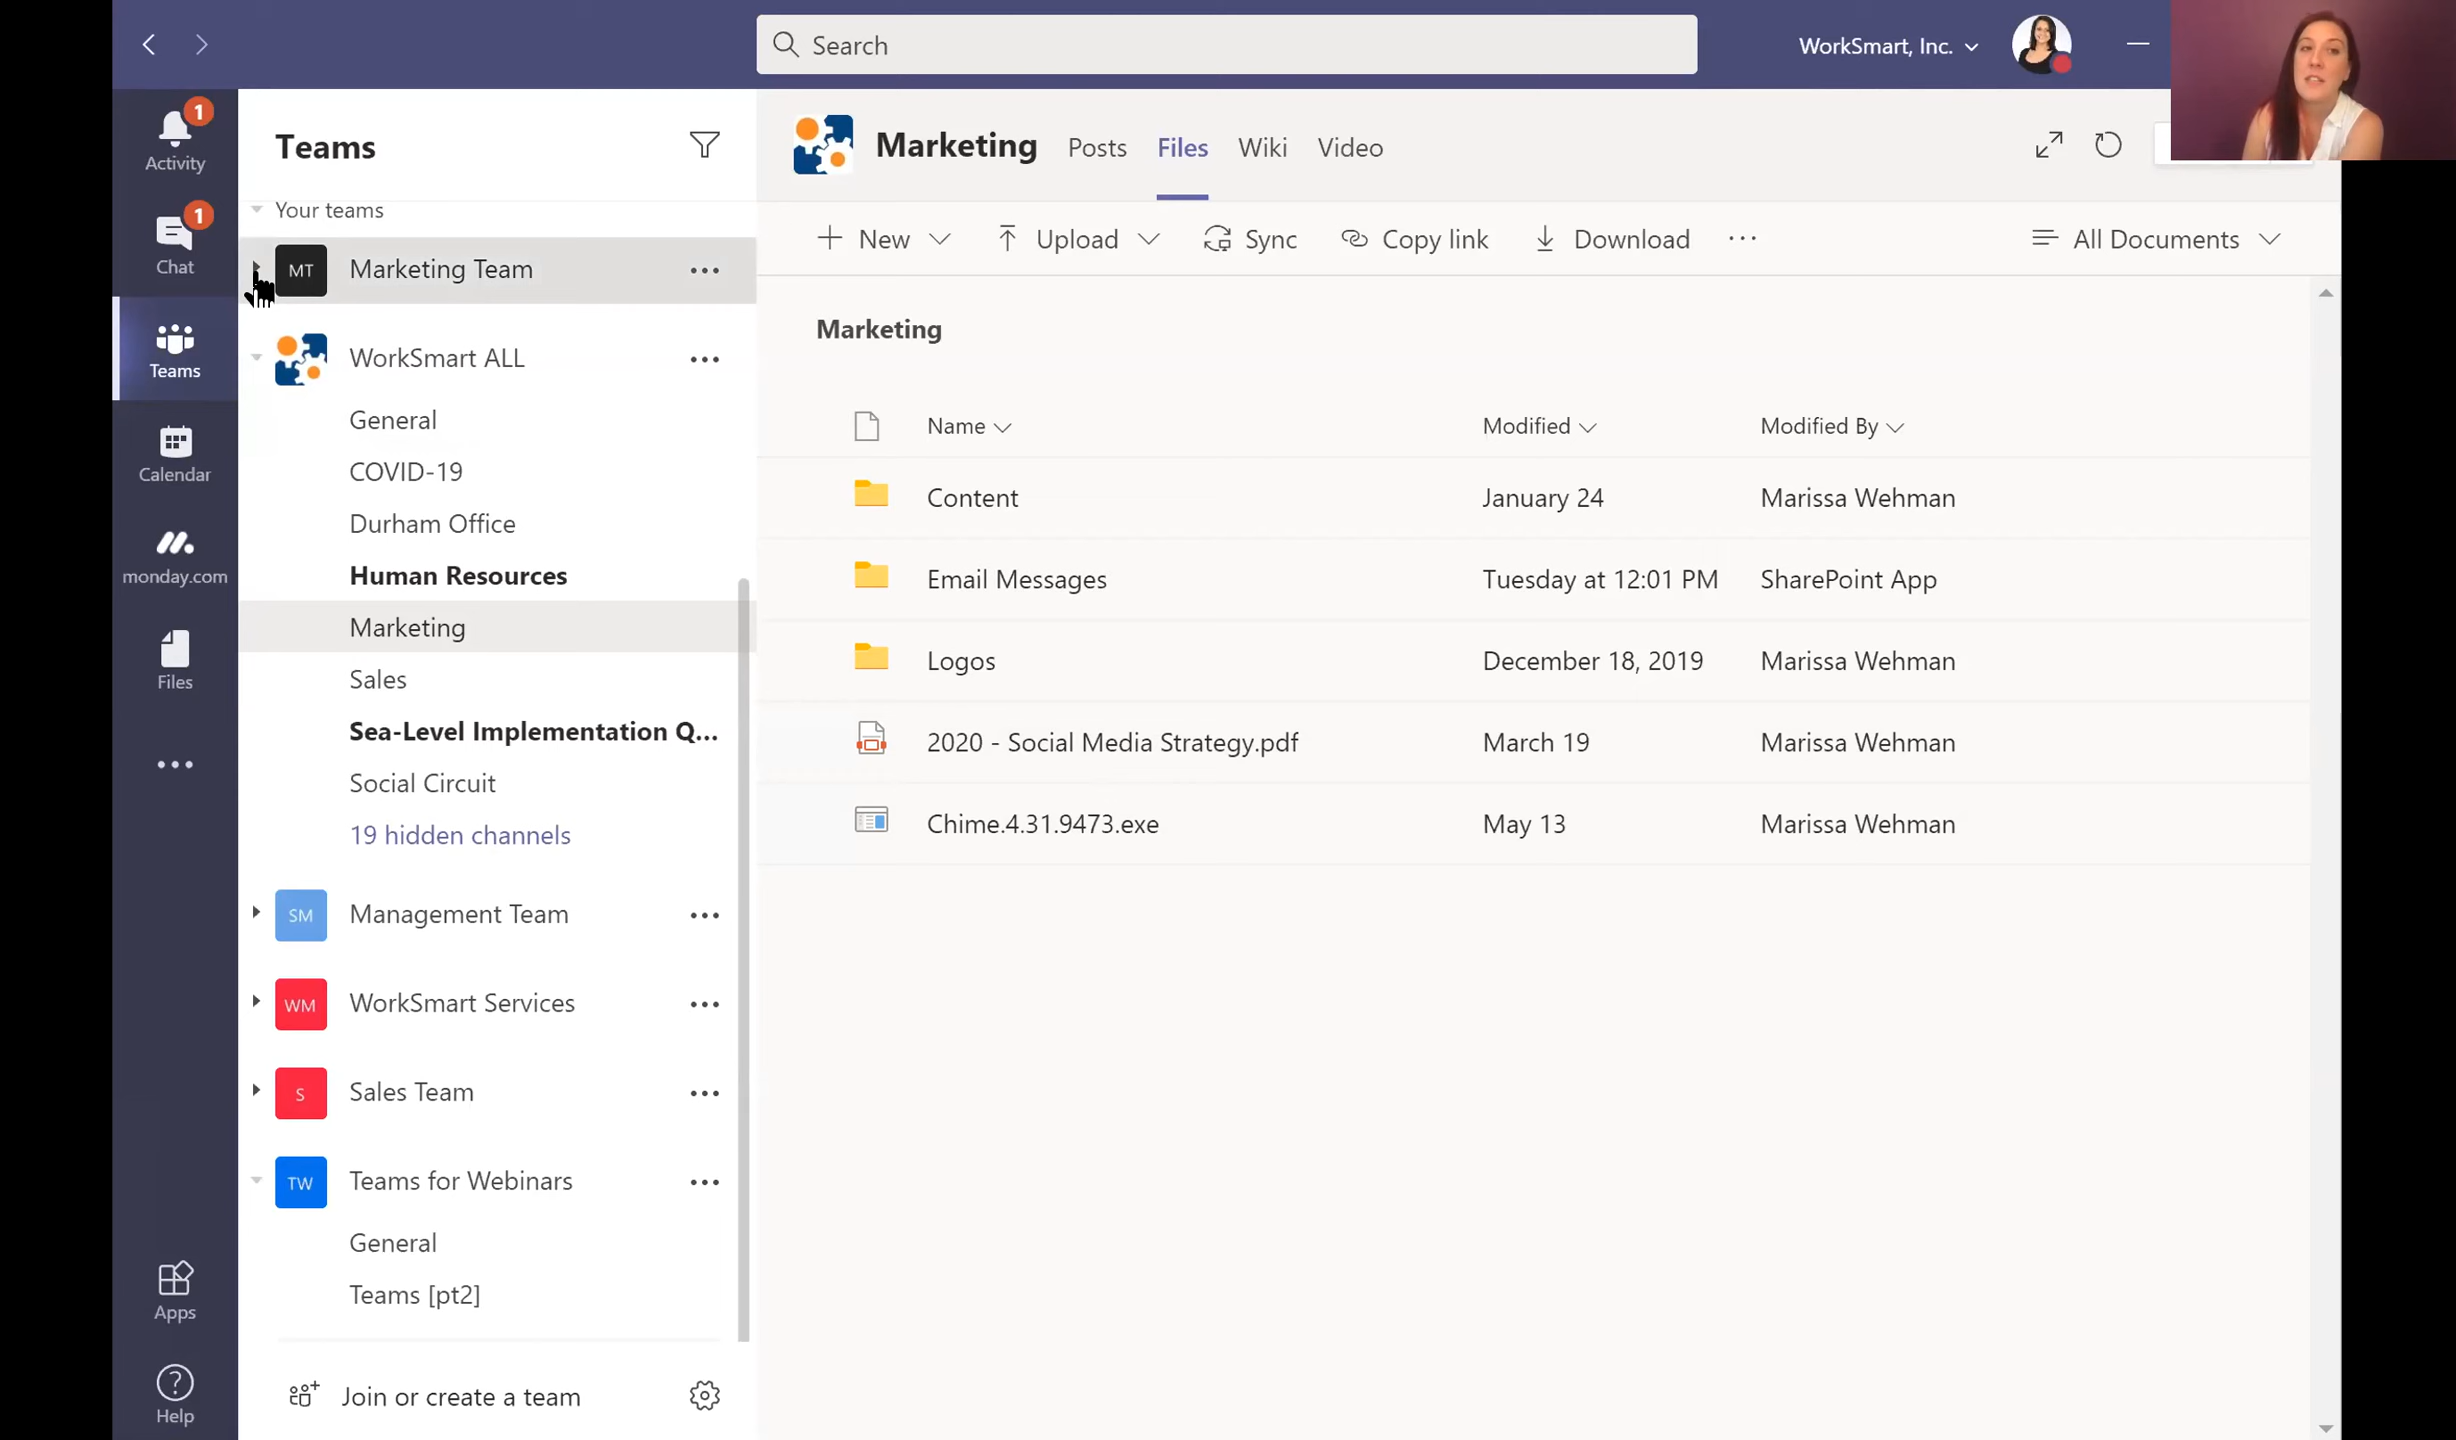 Search
WorkSmart, Inc.
1
Activity
1
Chat
Teams
Calendar
monday.com
Files
Apps
Help
Teams
Your teams
MT Marketing Team
WorkSmart ALL
General
COVID-19
Durham Office
Human Resources
Marketing
Sales
Sea-Level Implementation Q...
Social Circuit
19 hidden channels
SM Management Team
WM WorkSmart Services
S Sales Team
TW Teams for Webinars
General
Teams [pt2]
Join or create a team
Marketing Posts Files Wiki Video
New Upload Sync Copy link Download All Documents
Marketing
Name Modified Modified By
Content January 24 Marissa Wehman
Email Messages Tuesday at 12:01 PM SharePoint App
Logos December 18, 2019 Marissa Wehman
2020 - Social Media Strategy.pdf March 19 Marissa Wehman
Chime.4.31.9473.exe May 13 Marissa Wehman